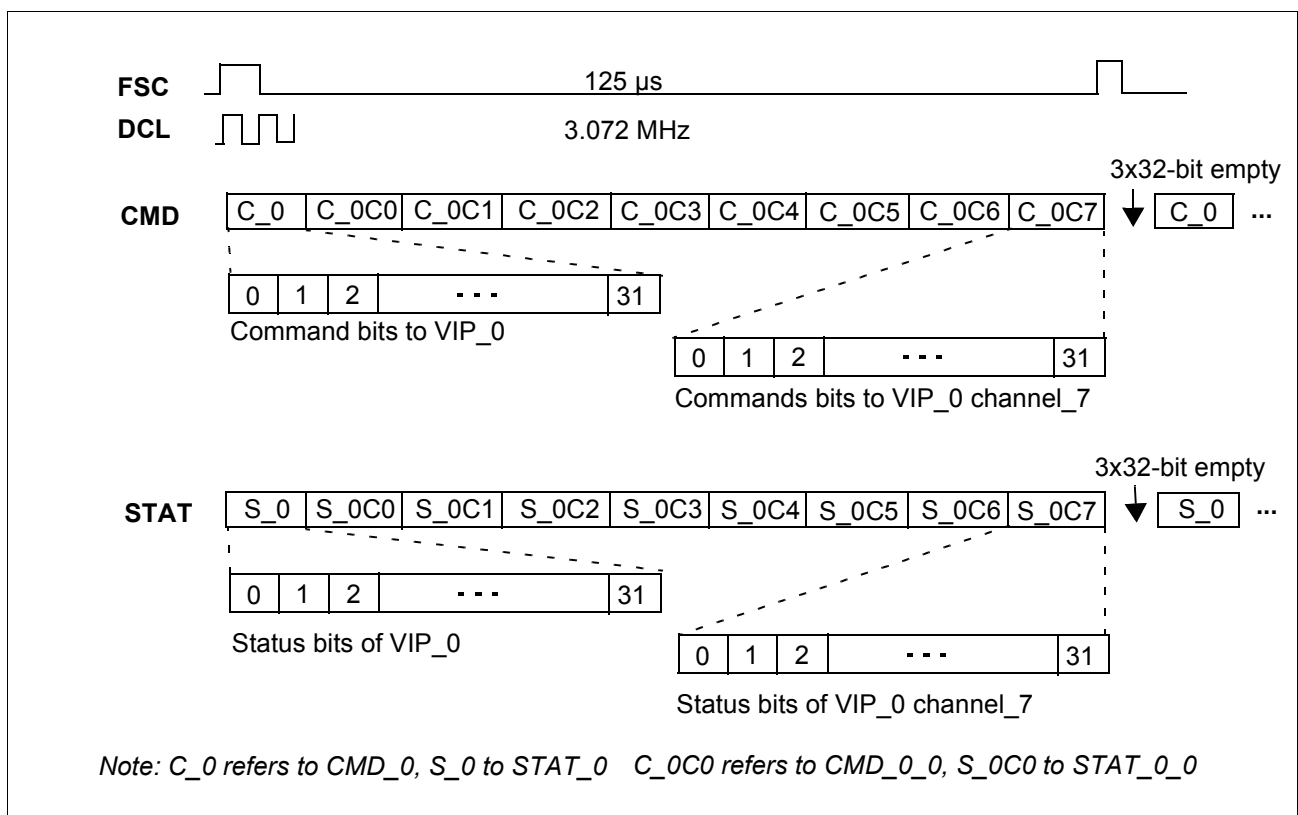 FSC 125 µs
DCL 3.072 MHz
3x32-bit empty
CMD C_0 C_0C0 C_0C1 C_0C2 C_0C3 C_0C4 C_0C5 C_0C6 C_0C7 C_0 ...
0 1 2 - - - 31
Command bits to VIP_0
0 1 2 - - - 31
Commands bits to VIP_0 channel_7
3x32-bit empty
STAT S_0 S_0C0 S_0C1 S_0C2 S_0C3 S_0C4 S_0C5 S_0C6 S_0C7 S_0 ...
0 1 2 - - - 31
Status bits of VIP_0
0 1 2 - - - 31
Status bits of VIP_0 channel_7
Note: C_0 refers to CMD_0, S_0 to STAT_0 C_0C0 refers to CMD_0_0, S_0C0 to STAT_0_0